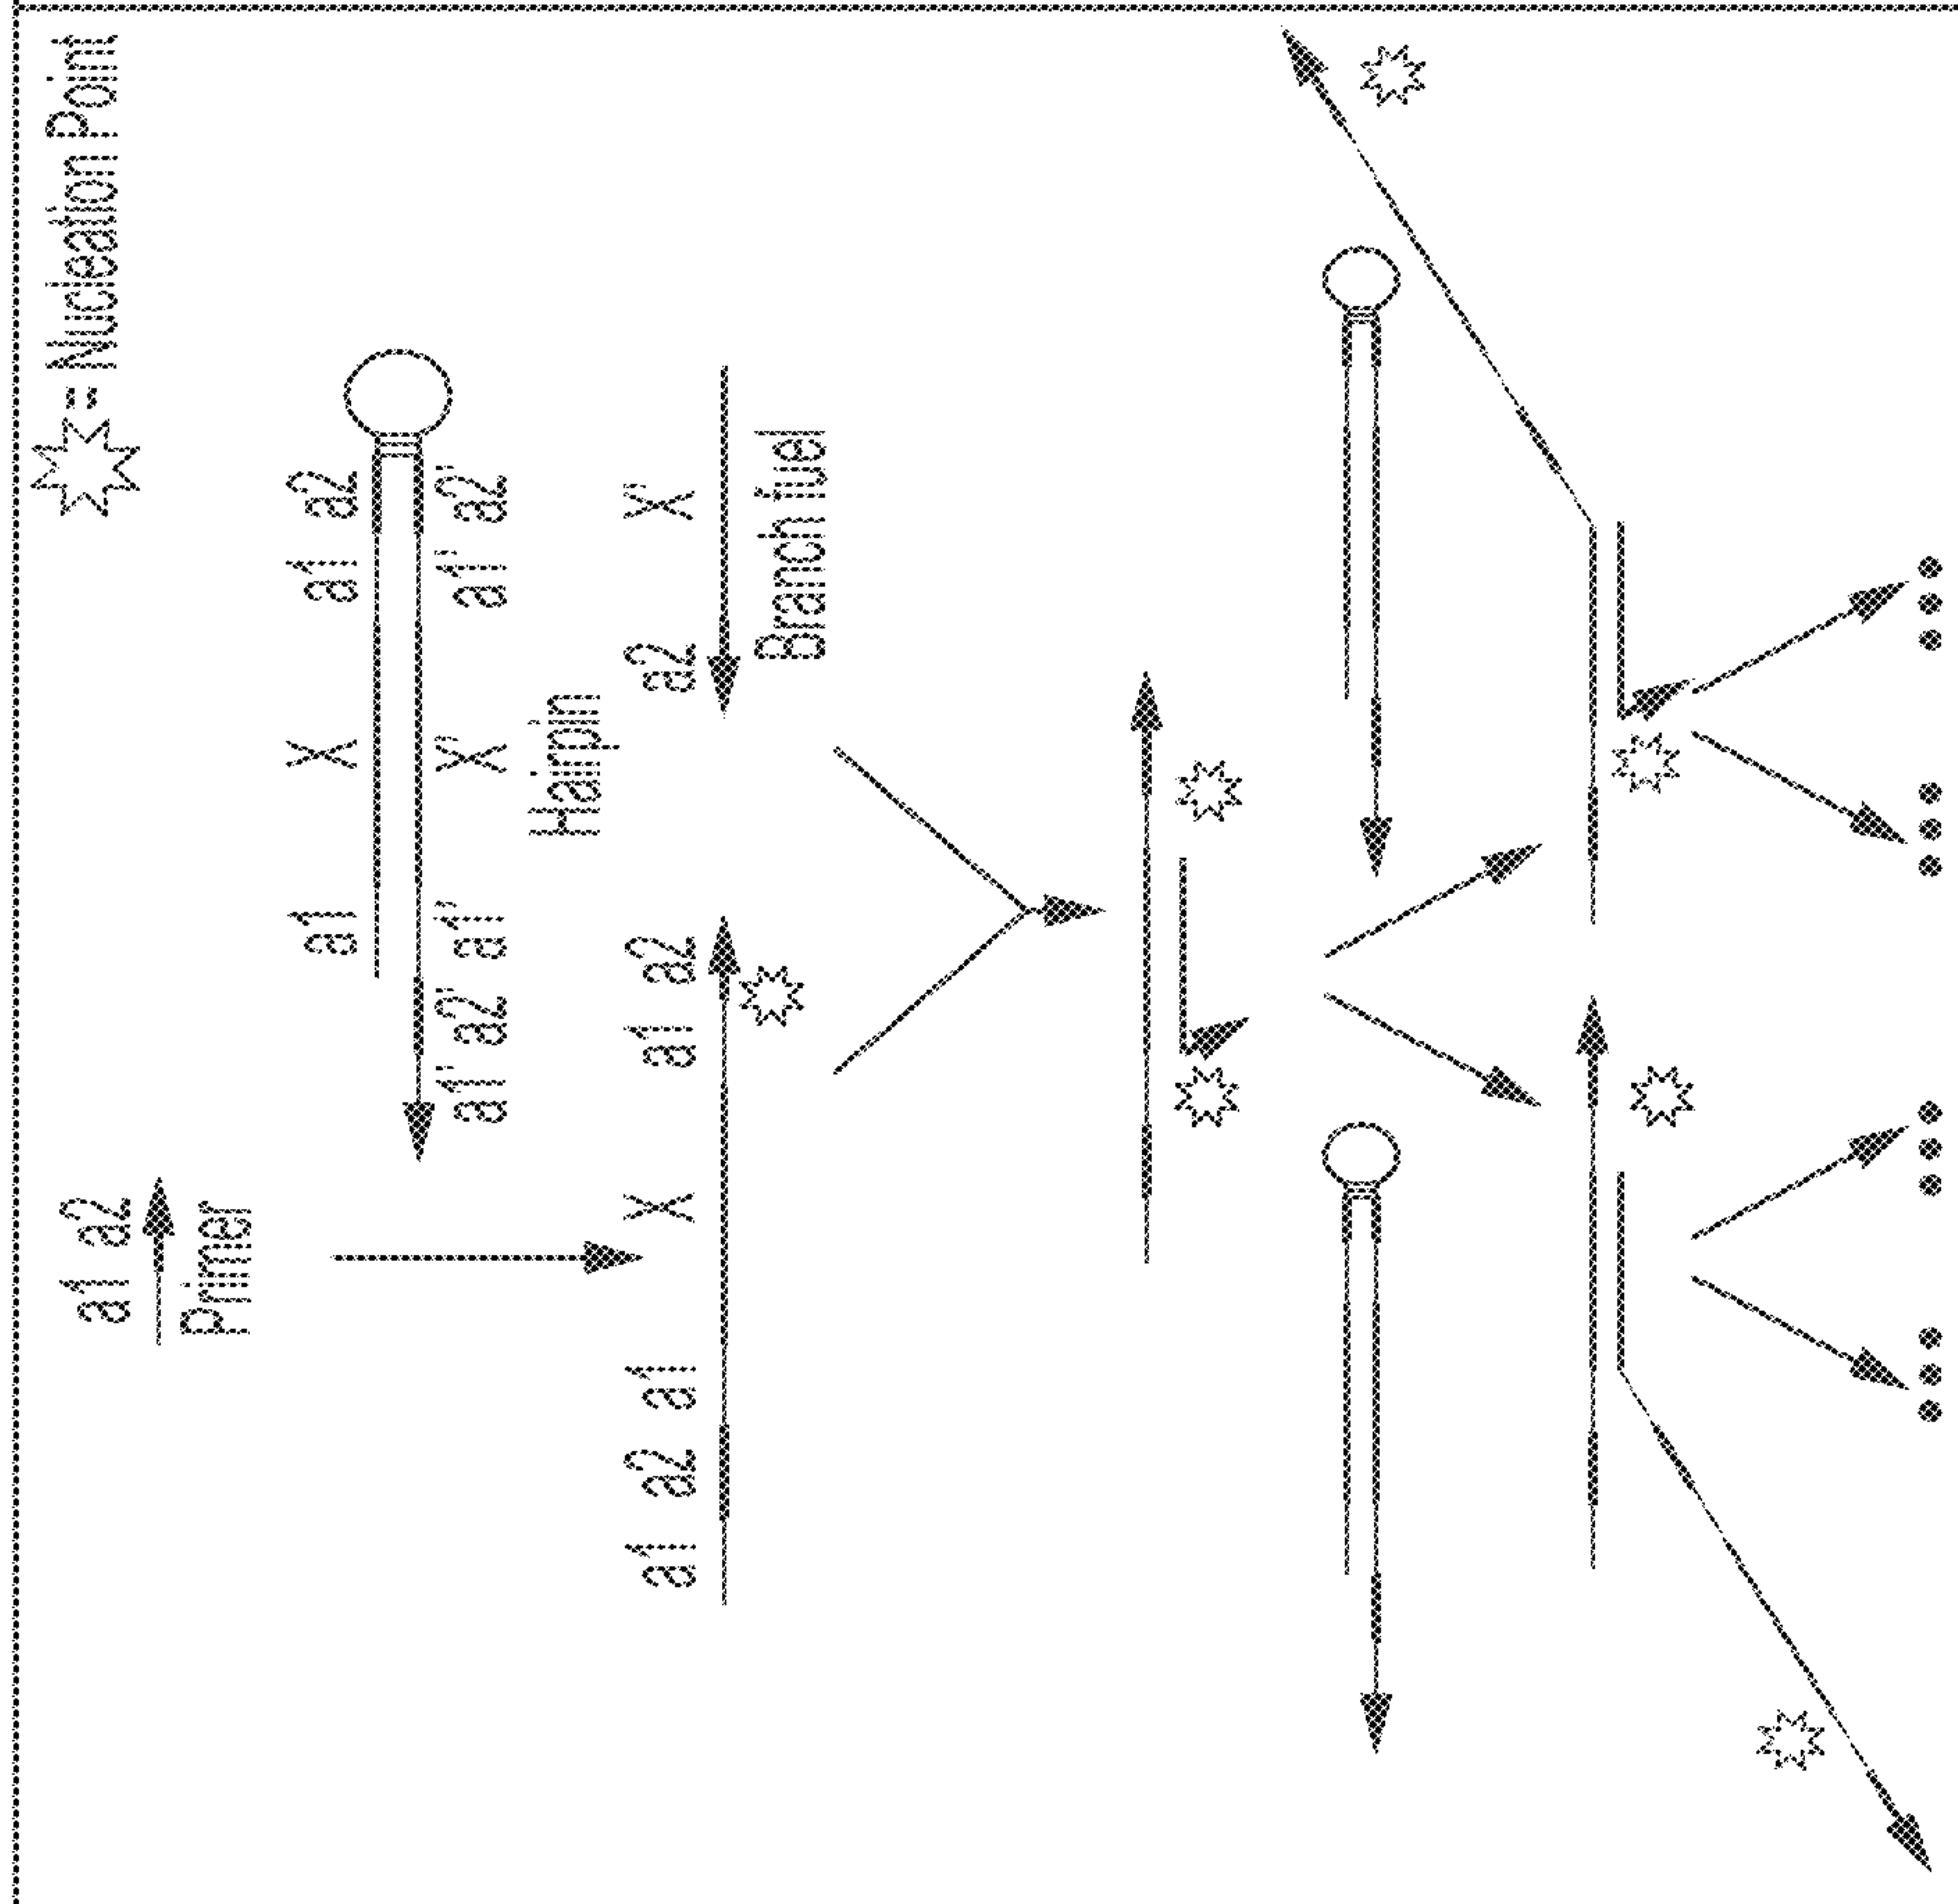 = Nucleation Point
a1 a2
Primer
a1 X a1 a2
a1' a2' a1' X' a1' a2'
Hairpin
a1 a2 a1 X a1 a2
a2 X'
Branch fuel